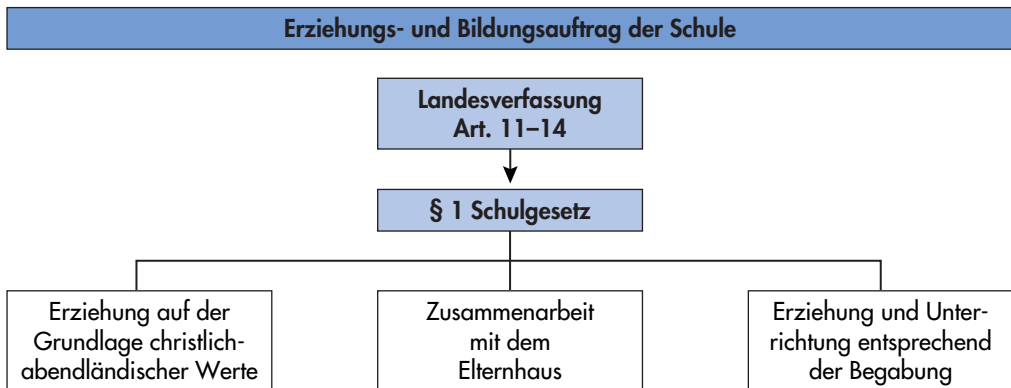 Erziehungs- und Bildungsauftrag der Schule
Landesverfassung
Art. 11–14
§ 1 Schulgesetz
Erziehung auf der
Grundlage christlich-
abendländischer Werte
Zusammenarbeit
mit dem
Elternhaus
Erziehung und Unter-
richtung entsprechend
der Begabung